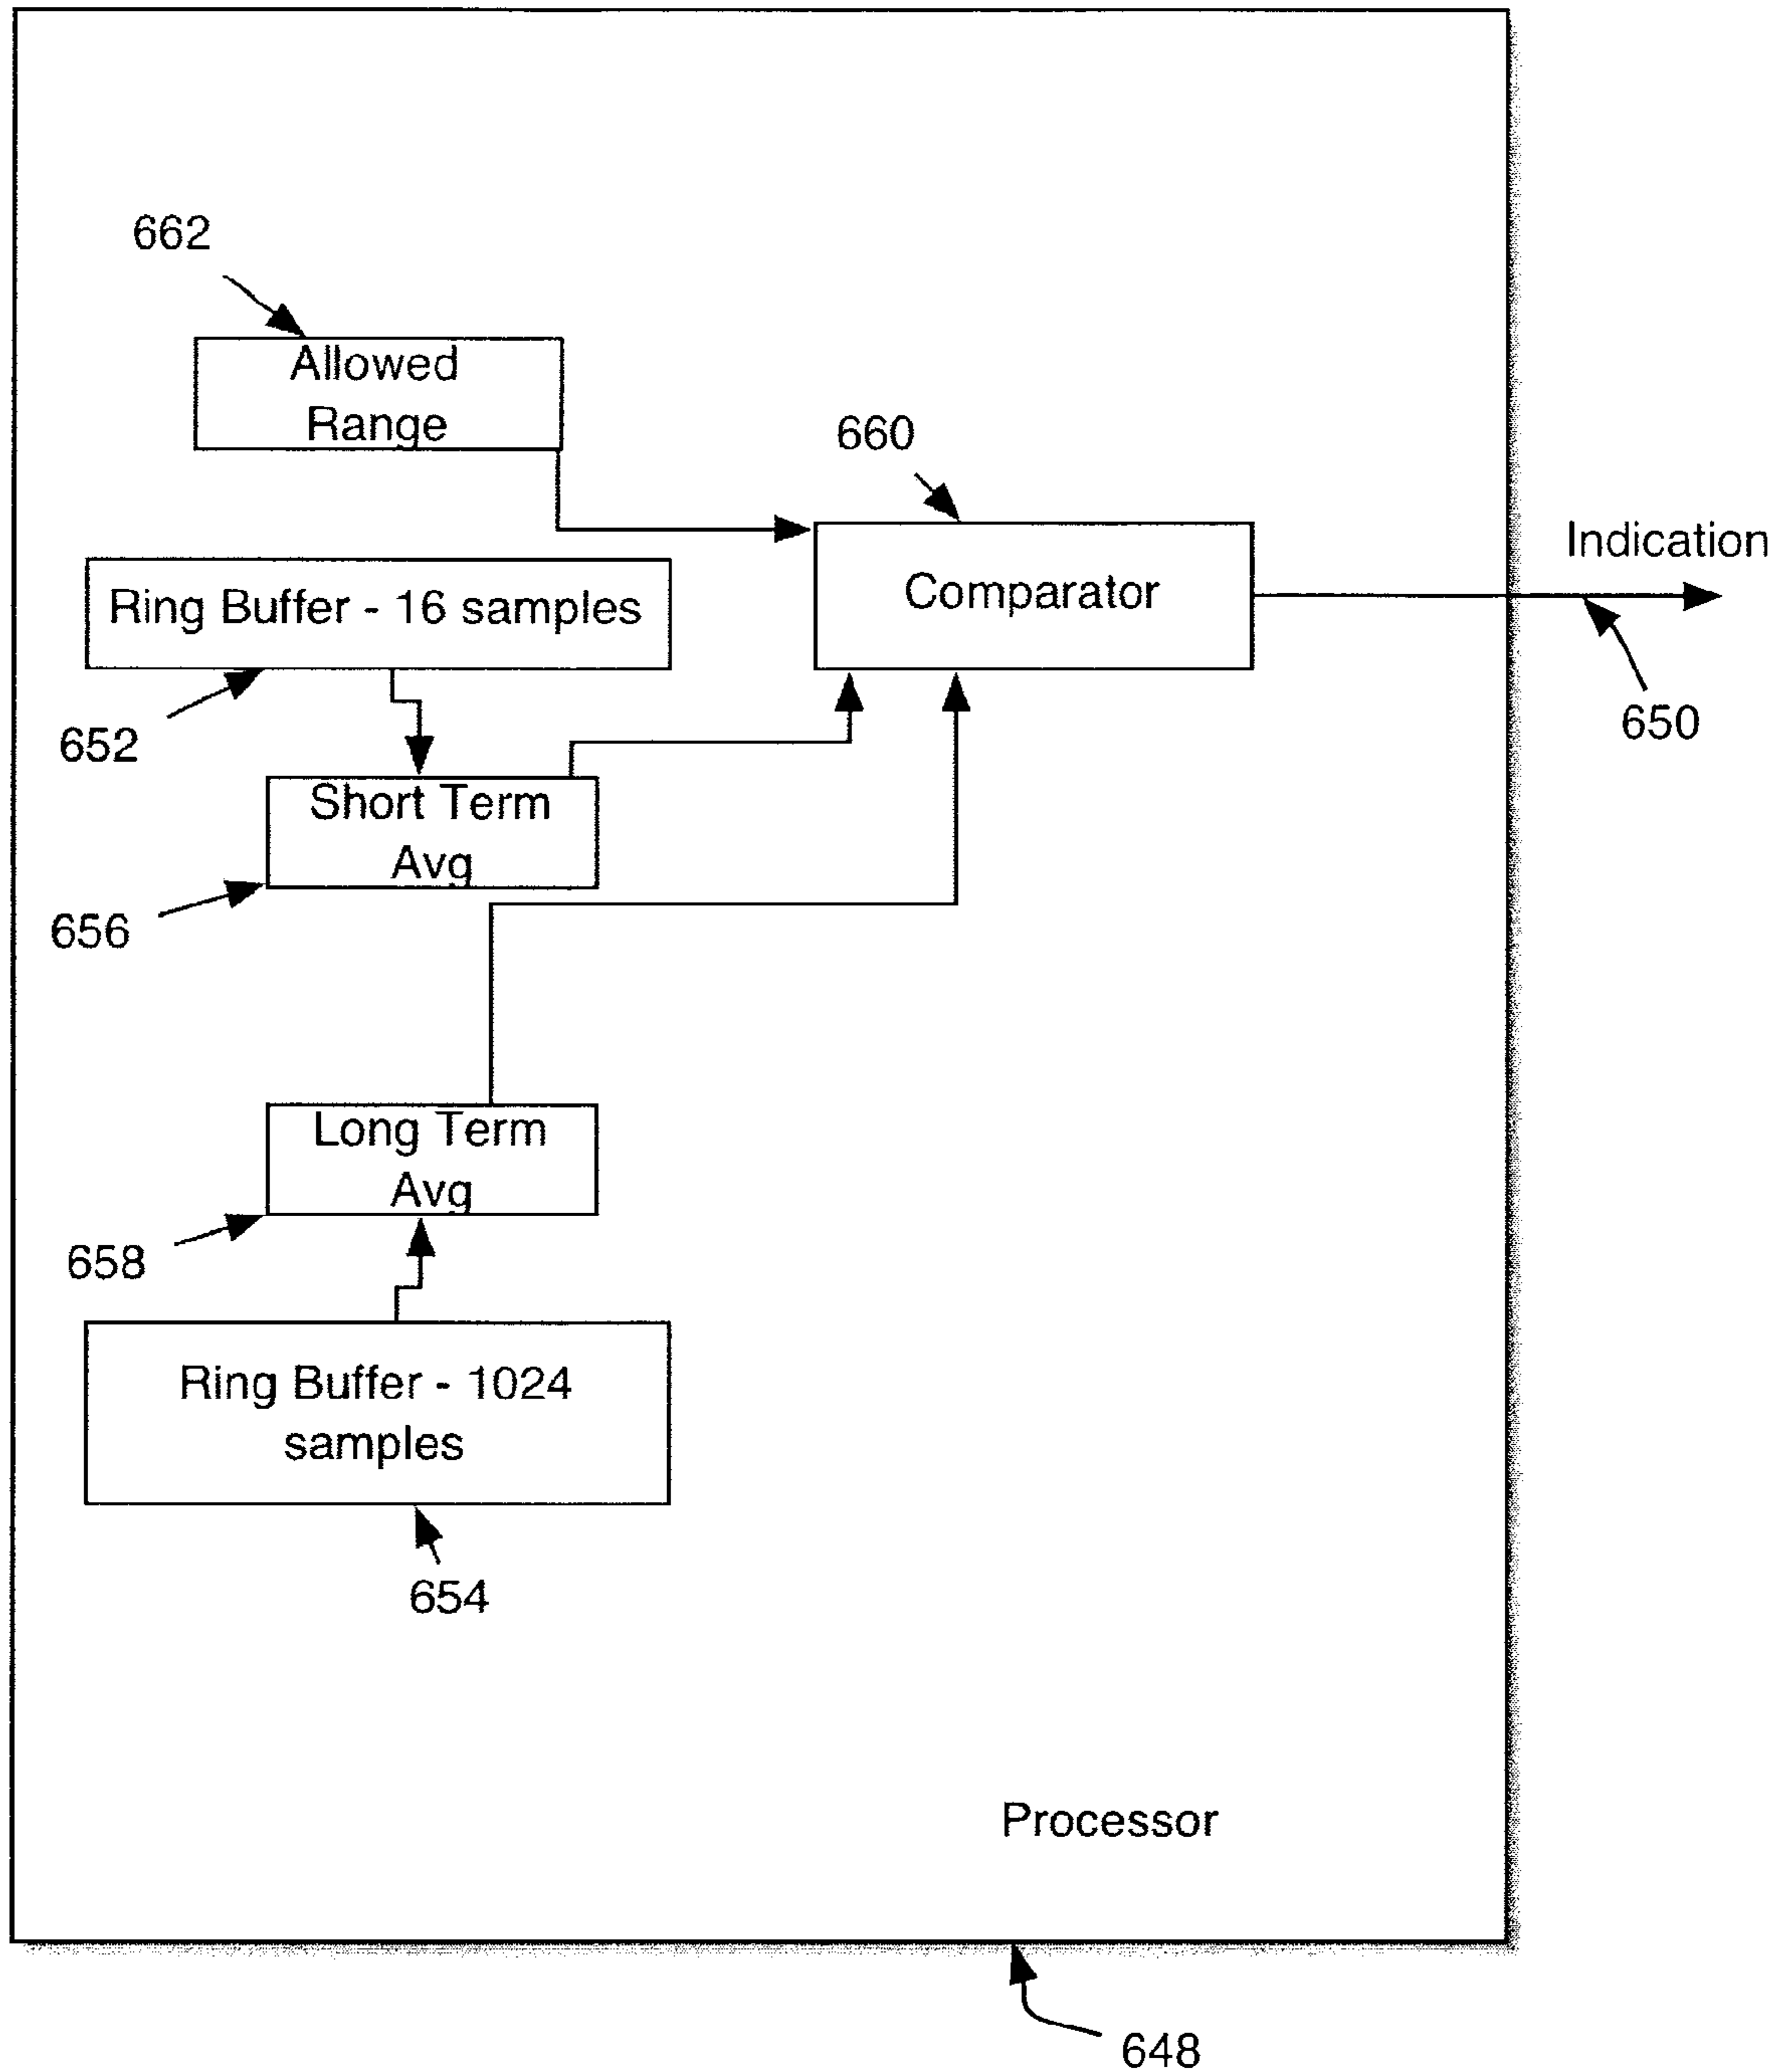 662
Allowed
Range
660
Indication
Comparator
Ring Buffer - 16 samples
650
652
Short Term
Avg
656
Long Term
Avg
658
Ring Buffer - 1024
samples
654
Processor
648